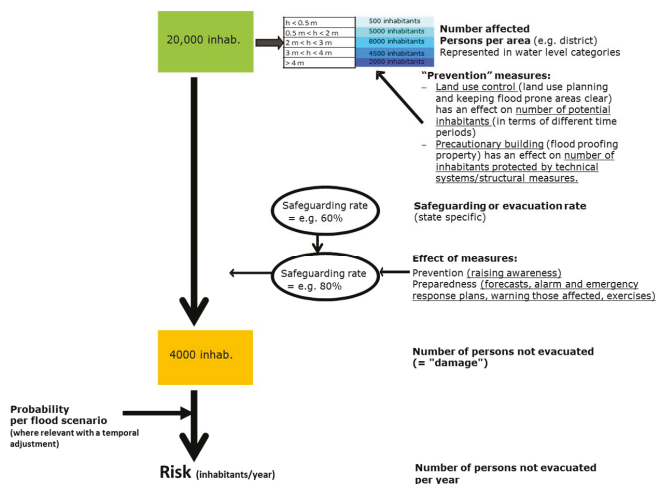 20,000 inhab.
h < 0.5 m 500 inhabitants
0.5 m < h < 2 m 5000 inhabitants
2 m < h < 3 m 8000 inhabitants
3 m < h < 4 m 4500 inhabitants
> 4 m 2000 inhabitants
Number affected
Persons per area (e.g. district)
Represented in water level categories
"Prevention" measures:
– Land use control (land use planning
and keeping flood prone areas clear)
has an effect on number of potential
inhabitants (in terms of different time
periods)
– Precautionary building (flood proofing
property) has an effect on number of
inhabitants protected by technical
systems/structural measures.
Safeguarding rate
= e.g. 60%
Safeguarding or evacuation rate
(state specific)
Safeguarding rate
= e.g. 80%
Effect of measures:
Prevention (raising awareness)
Preparedness (forecasts, alarm and emergency
response plans, warning those affected, exercises)
4000 inhab.
Number of persons not evacuated
(= "damage")
Probability
per flood scenario
(where relevant with a temporal
adjustment)
Risk (inhabitants/year)
Number of persons not evacuated
per year